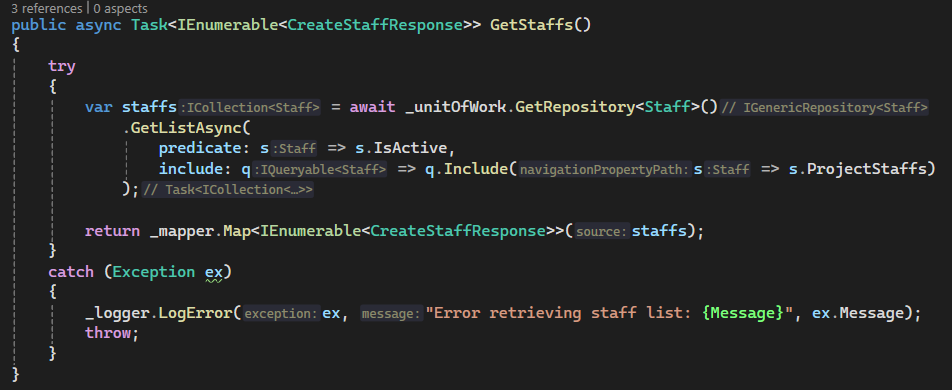 3 references | 0 aspects
public async Task<IEnumerable<CreateStaffResponse>> GetStaffs()
{
try
{
var staffs :ICollection<Staff> = await _unitOfWork.GetRepository<Staff>() // IGenericRepository<Staff>
.GetListAsync(
predicate: s :Staff => s.IsActive,
include: q :IQueryable<Staff> => q.Include( navigationPropertyPath: s :Staff => s.ProjectStaffs)
); // Task<ICollection<…>>
return _mapper.Map<IEnumerable<CreateStaffResponse>>( source: staffs);
}
catch (Exception ex)
{
_logger.LogError( exception: ex, message: "Error retrieving staff list: {Message}", ex.Message);
throw;
}
}